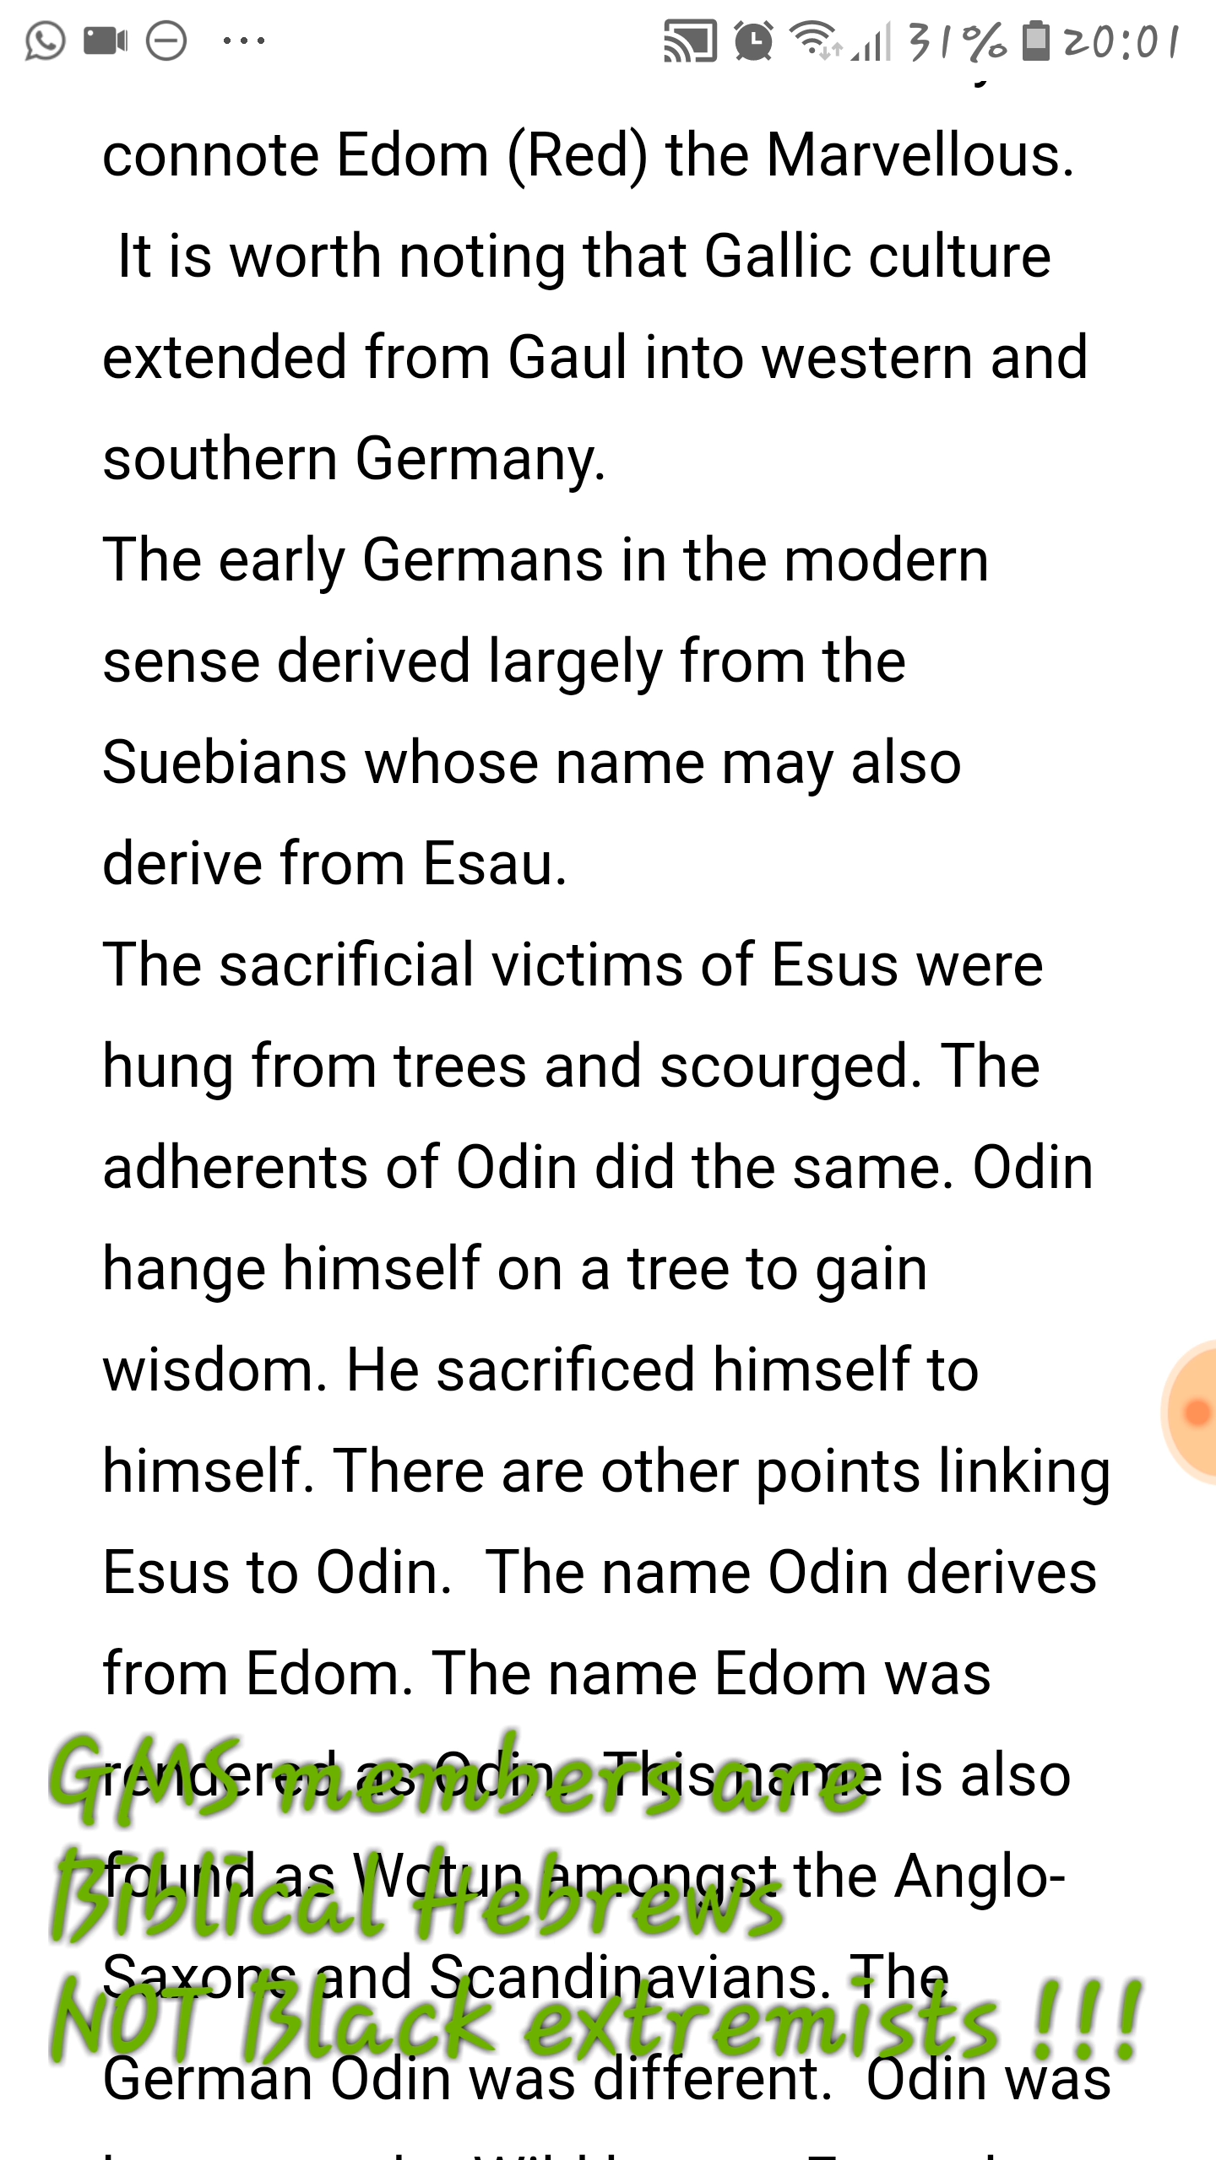 31% 20:01
connote Edom (Red) the Marvellous.
It is worth noting that Gallic culture
extended from Gaul into western and
southern Germany.
The early Germans in the modern
sense derived largely from the
Suebians whose name may also
derive from Esau.
The sacrificial victims of Esus were
hung from trees and scourged. The
adherents of Odin did the same. Odin
hange himself on a tree to gain
wisdom. He sacrificed himself to
himself. There are other points linking
Esus to Odin.  The name Odin derives
from Edom. The name Edom was
rendered as Odin.  This name is also
found as Wotun amongst the Anglo-
Saxons and Scandinavians. The
German Odin was different.  Odin was
GMS members are
Biblical Hebrews
NOT Black extremists !!!